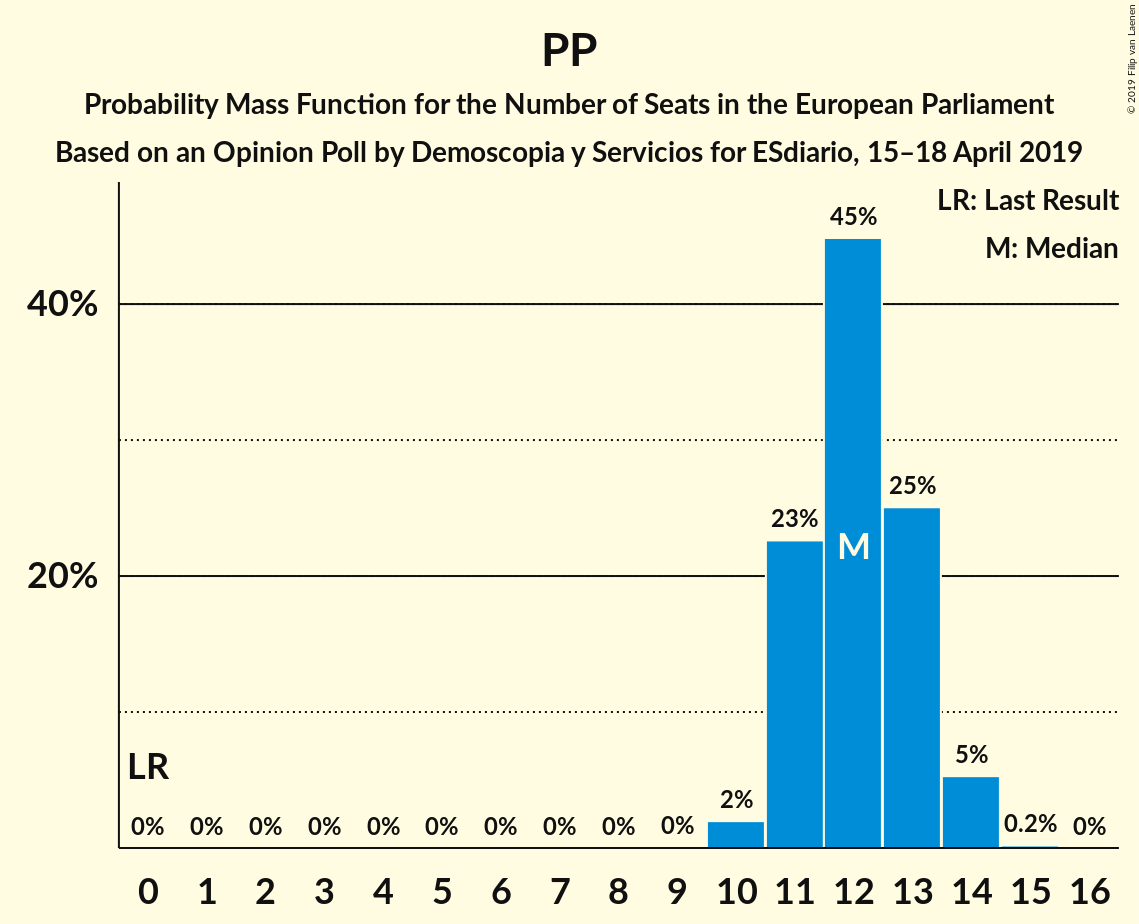 PP
Probability Mass Function for the Number of Seats in the European Parliament
Based on an Opinion Poll by Demoscopia y Servicios for ESdiario, 15–18 April 2019
© 2019 Filip van Laenen
LR: Last Result
M: Median
45%
40%
25%
23%
M
20%
LR
5%
2%
0% 0% 0% 0% 0% 0% 0% 0% 0% 0% 0.2% 0%
0 1 2 3 4 5 6 7 8 9 10 11 12 13 14 15 16